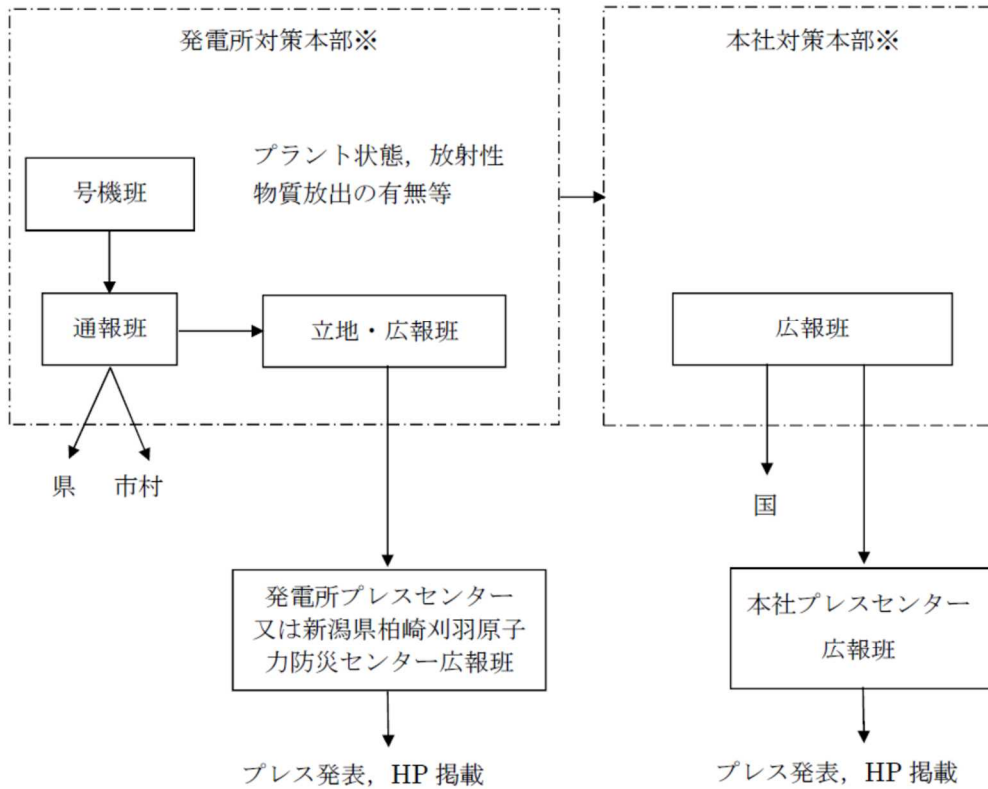 発電所対策本部※
本社対策本部※
プラント状態，放射性
物質放出の有無等
号機班
通報班
立地・広報班
広報班
県
市村
国
発電所プレスセンター
又は新潟県柏崎刈羽原子
力防災センター広報班
本社プレスセンター
広報班
プレス発表，HP 掲載
プレス発表，HP 掲載